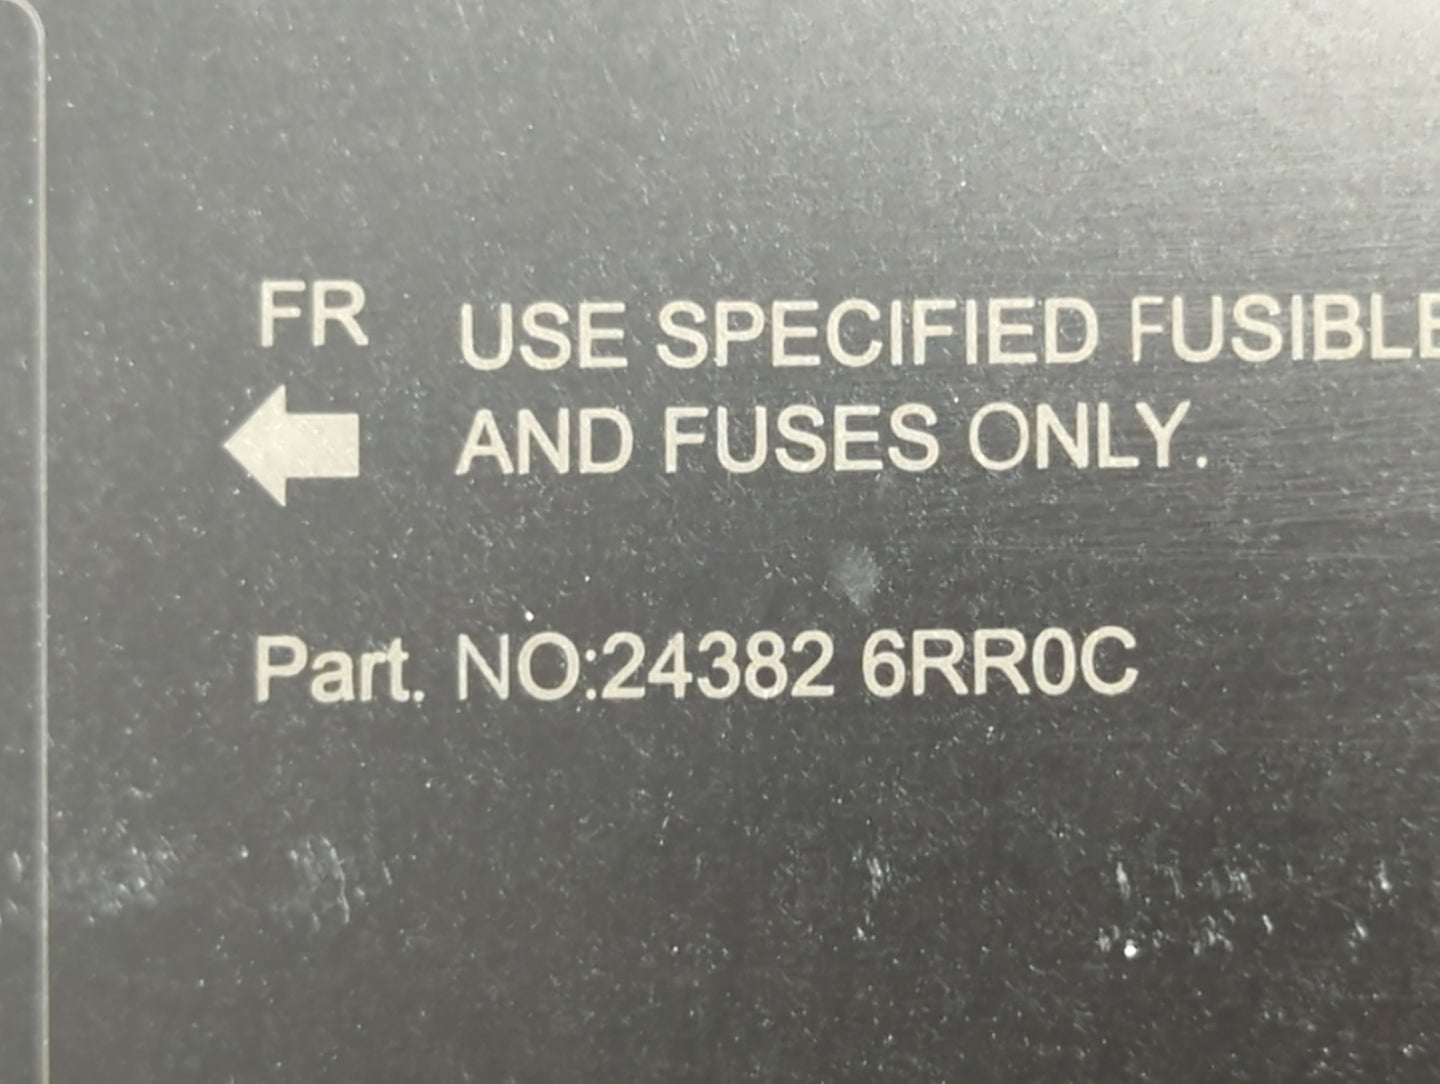 FR
USE SPECIFIED FUSIBLE
AND FUSES ONLY.
Part. NO:24382 6RR0C